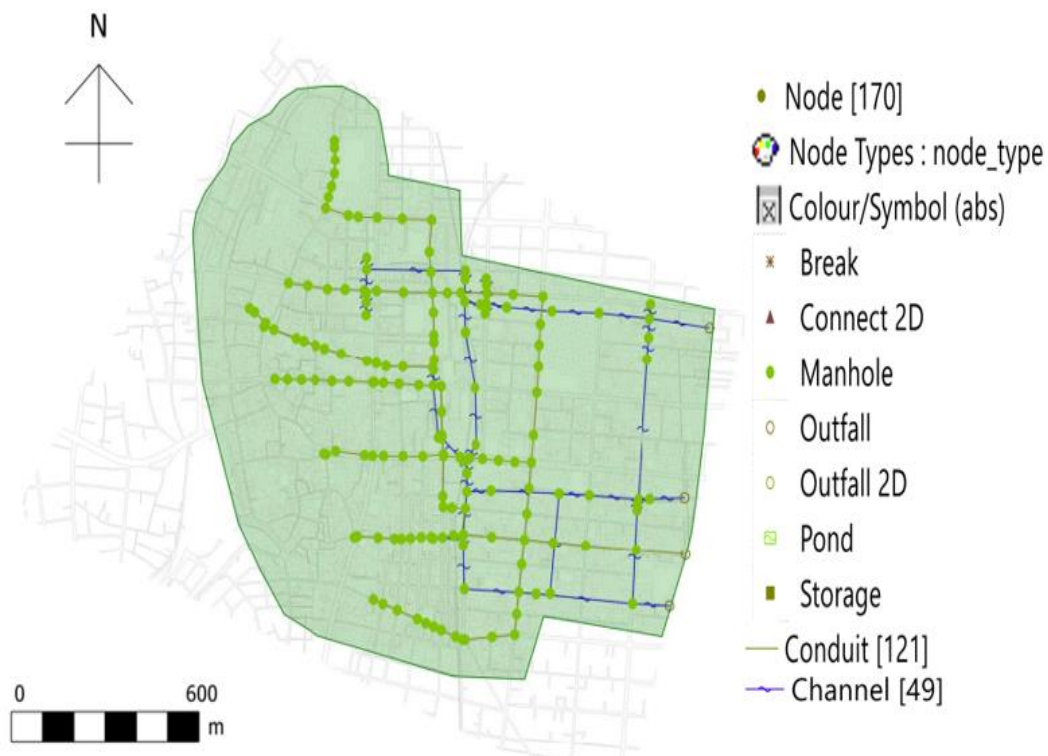 N
Node [170]
Node Types : node_type
Colour/Symbol (abs)
Break
Connect 2D
Manhole
Outfall
Outfall 2D
Pond
Storage
Conduit [121]
Channel [49]
0 600
m